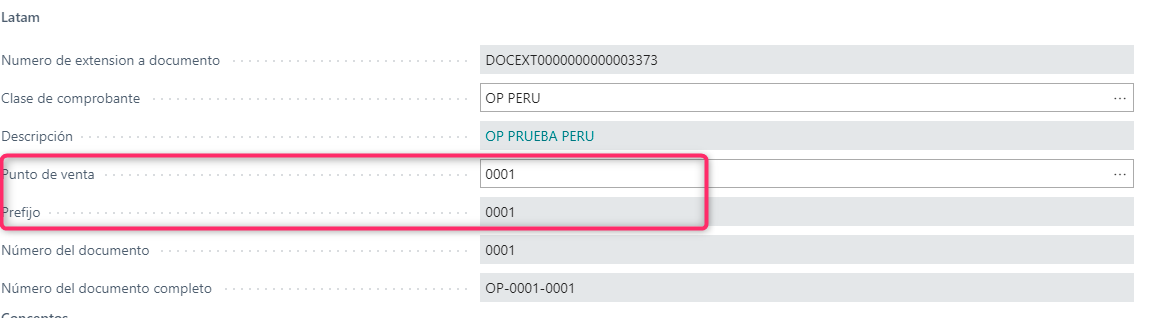 Latam
Numero de extension a documento DOCEXT0000000000003373
Clase de comprobante OP PERU ...
Descripción OP PRUEBA PERU
Punto de venta 0001 ...
Prefijo 0001
Número del documento 0001
Número del documento completo OP-0001-0001
Conceptos